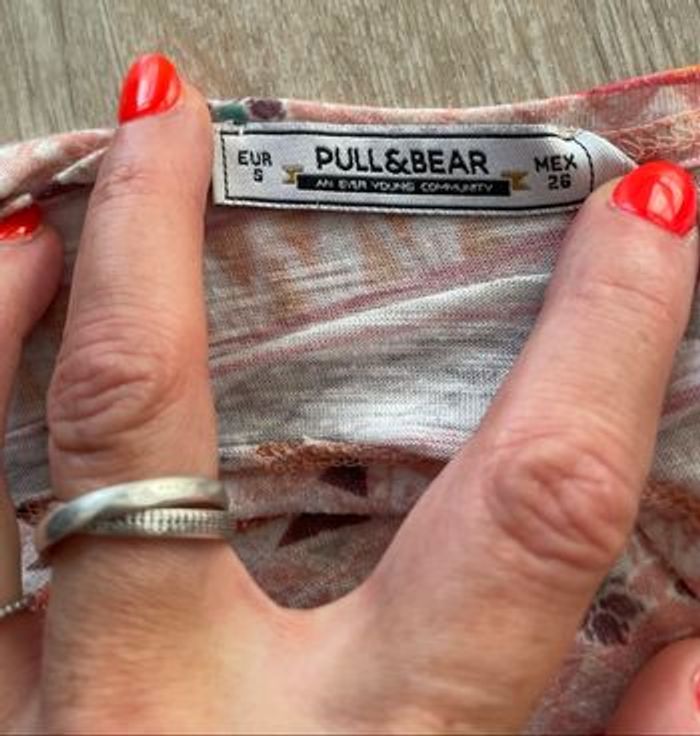 EUR
S
PULL&BEAR
AN EVER YOUNG COMMUNITY
MEX
26